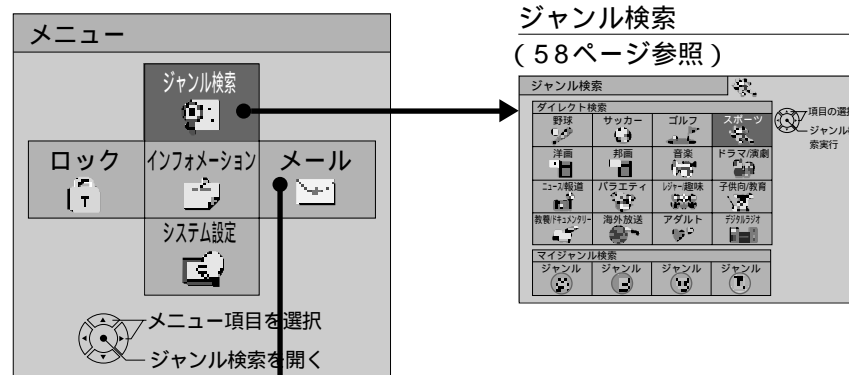 メニュー
ジャンル検索
ロック
インフォメーション
メール
システム設定
メニュー項目を選択
ジャンル検索を開く
ジャンル検索
(58ページ参照)
ジャンル検索
ダイレクト検索
野球 サッカー ゴルフ スポーツ
洋画 邦画 音楽 ドラマ/演劇
ニュース/報道 バラエティ レジャー/趣味 子供向/教育
教養/ドキュメンタリー 海外放送 アダルト デジタルラジオ
マイジャンル検索
ジャンル ジャンル ジャンル ジャンル
項目の選択
ジャンル検
索実行